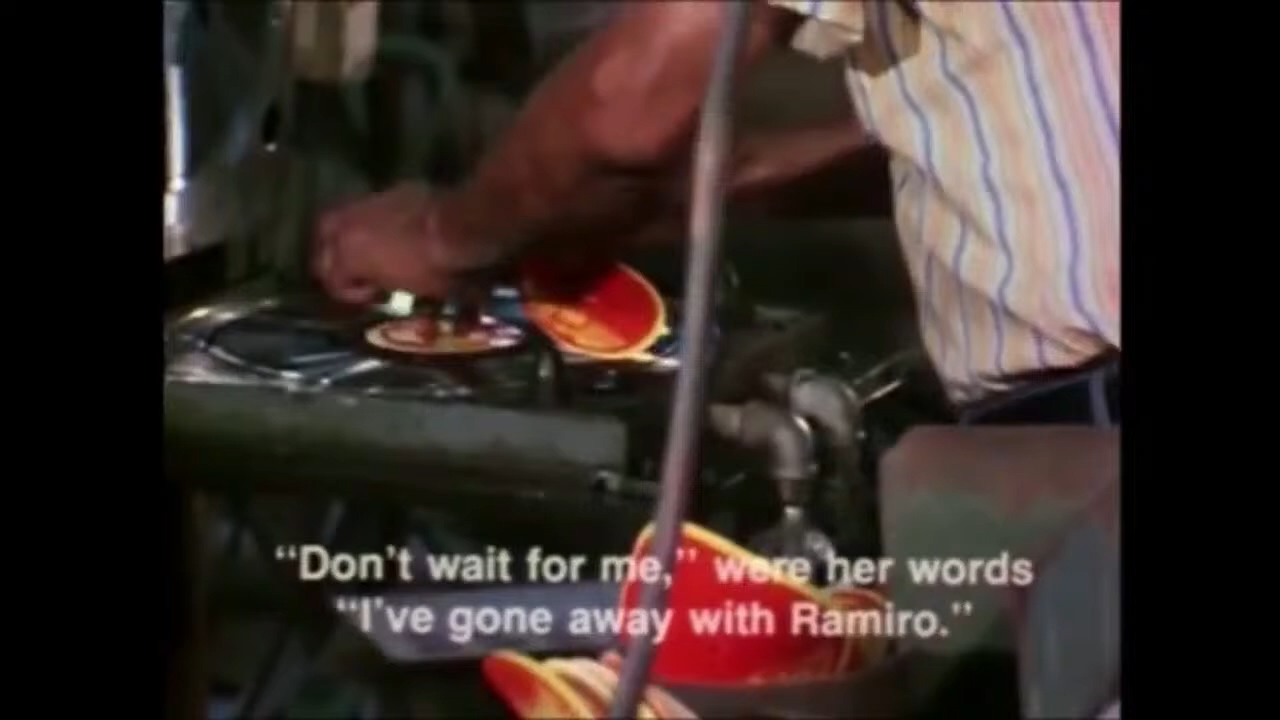 “Don’t wait for me,” were her words
“I’ve gone away with Ramiro.”